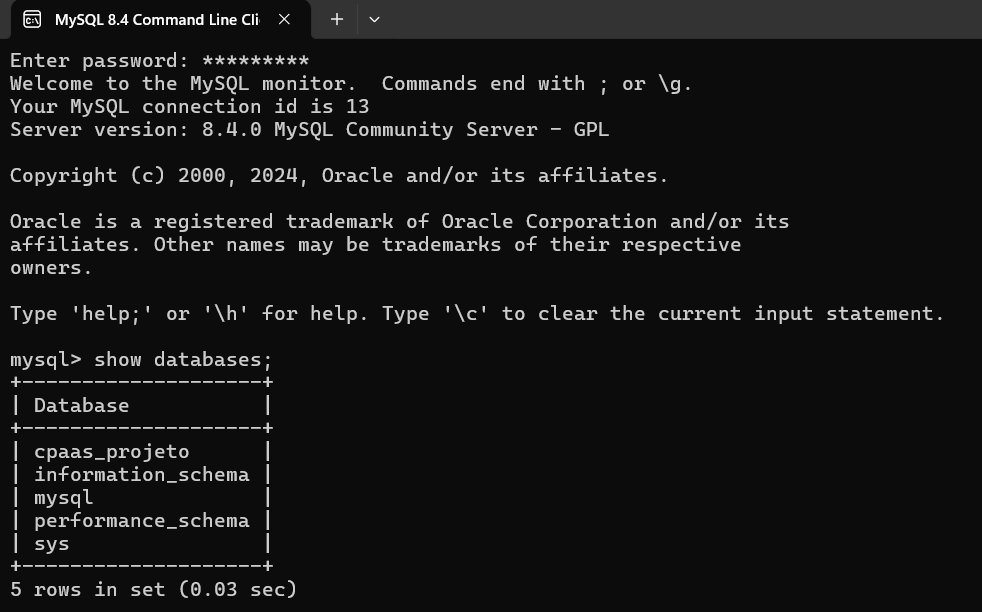 MySQL 8.4 Command Line Cli
Enter password: *********
Welcome to the MySQL monitor.  Commands end with ; or \g.
Your MySQL connection id is 13
Server version: 8.4.0 MySQL Community Server - GPL
Copyright (c) 2000, 2024, Oracle and/or its affiliates.
Oracle is a registered trademark of Oracle Corporation and/or its
affiliates. Other names may be trademarks of their respective
owners.
Type 'help;' or '\h' for help. Type '\c' to clear the current input statement.
mysql> show databases;
+--------------------+
| Database           |
+--------------------+
| cpaas_projeto      |
| information_schema |
| mysql              |
| performance_schema |
| sys                |
+--------------------+
5 rows in set (0.03 sec)